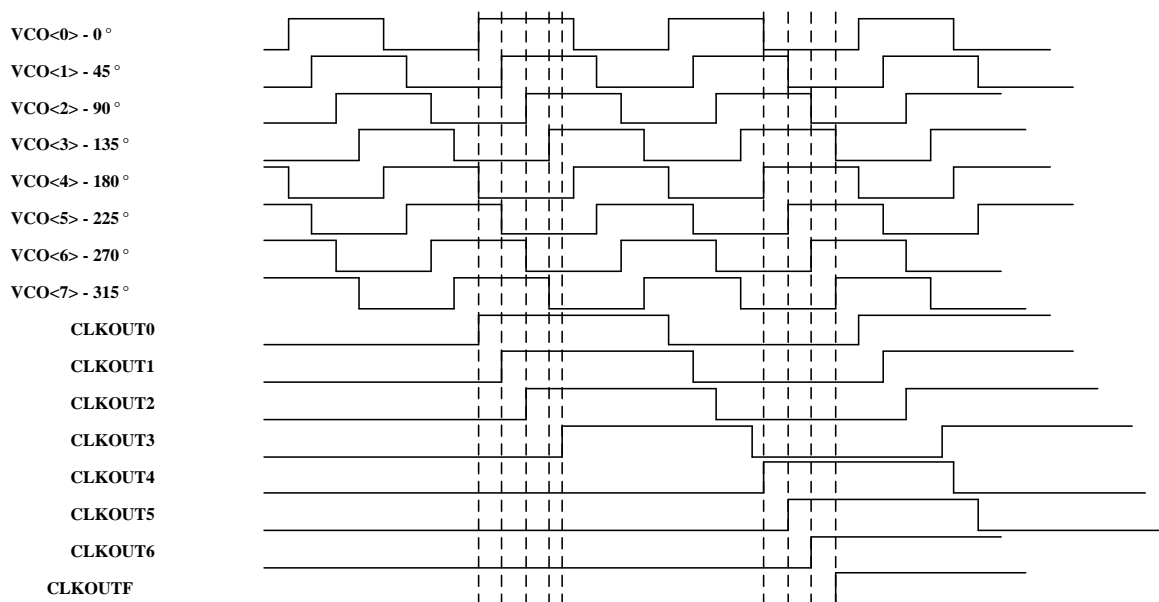 VCO<0> - 0 °
VCO<1> - 45 °
VCO<2> - 90 °
VCO<3> - 135 °
VCO<4> - 180 °
VCO<5> - 225 °
VCO<6> - 270 °
VCO<7> - 315 °
CLKOUT0
CLKOUT1
CLKOUT2
CLKOUT3
CLKOUT4
CLKOUT5
CLKOUT6
CLKOUTF